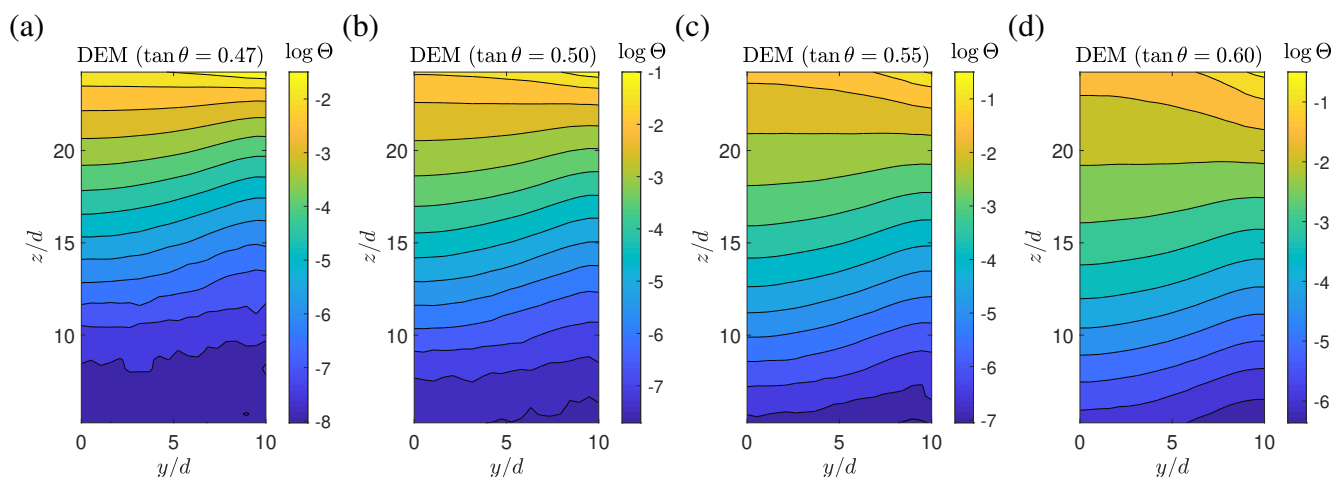 (a) (b) (c) (d)
DEM (tan θ = 0.47) log Θ DEM (tan θ = 0.50) log Θ DEM (tan θ = 0.55) log Θ DEM (tan θ = 0.60) log Θ
z/d 20 15 10
0 5 10
y/d
-2 -3 -4 -5 -6 -7 -8
z/d 20 15 10
0 5 10
y/d
-1 -2 -3 -4 -5 -6 -7
z/d 20 15 10
0 5 10
y/d
-1 -2 -3 -4 -5 -6 -7
z/d 20 15 10
0 5 10
y/d
-1 -2 -3 -4 -5 -6